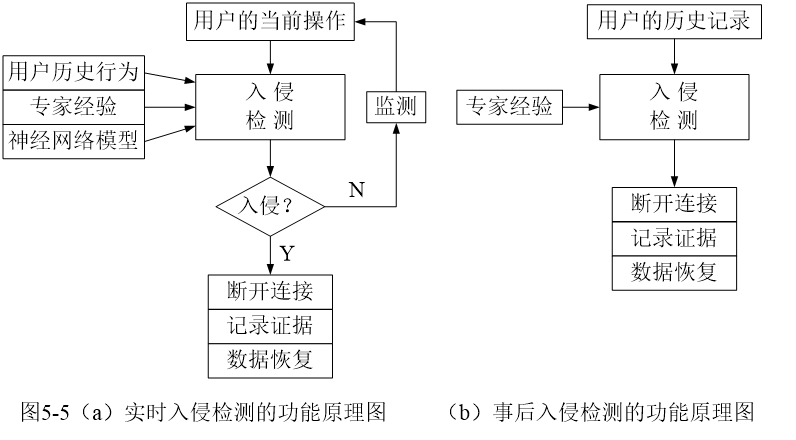 用户的当前操作
用户历史行为
专家经验
神经网络模型
入侵
检测
监测
入侵?
N
Y
断开连接
记录证据
数据恢复
图5-5（a）实时入侵检测的功能原理图
用户的历史记录
专家经验
入侵
检测
断开连接
记录证据
数据恢复
（b）事后入侵检测的功能原理图